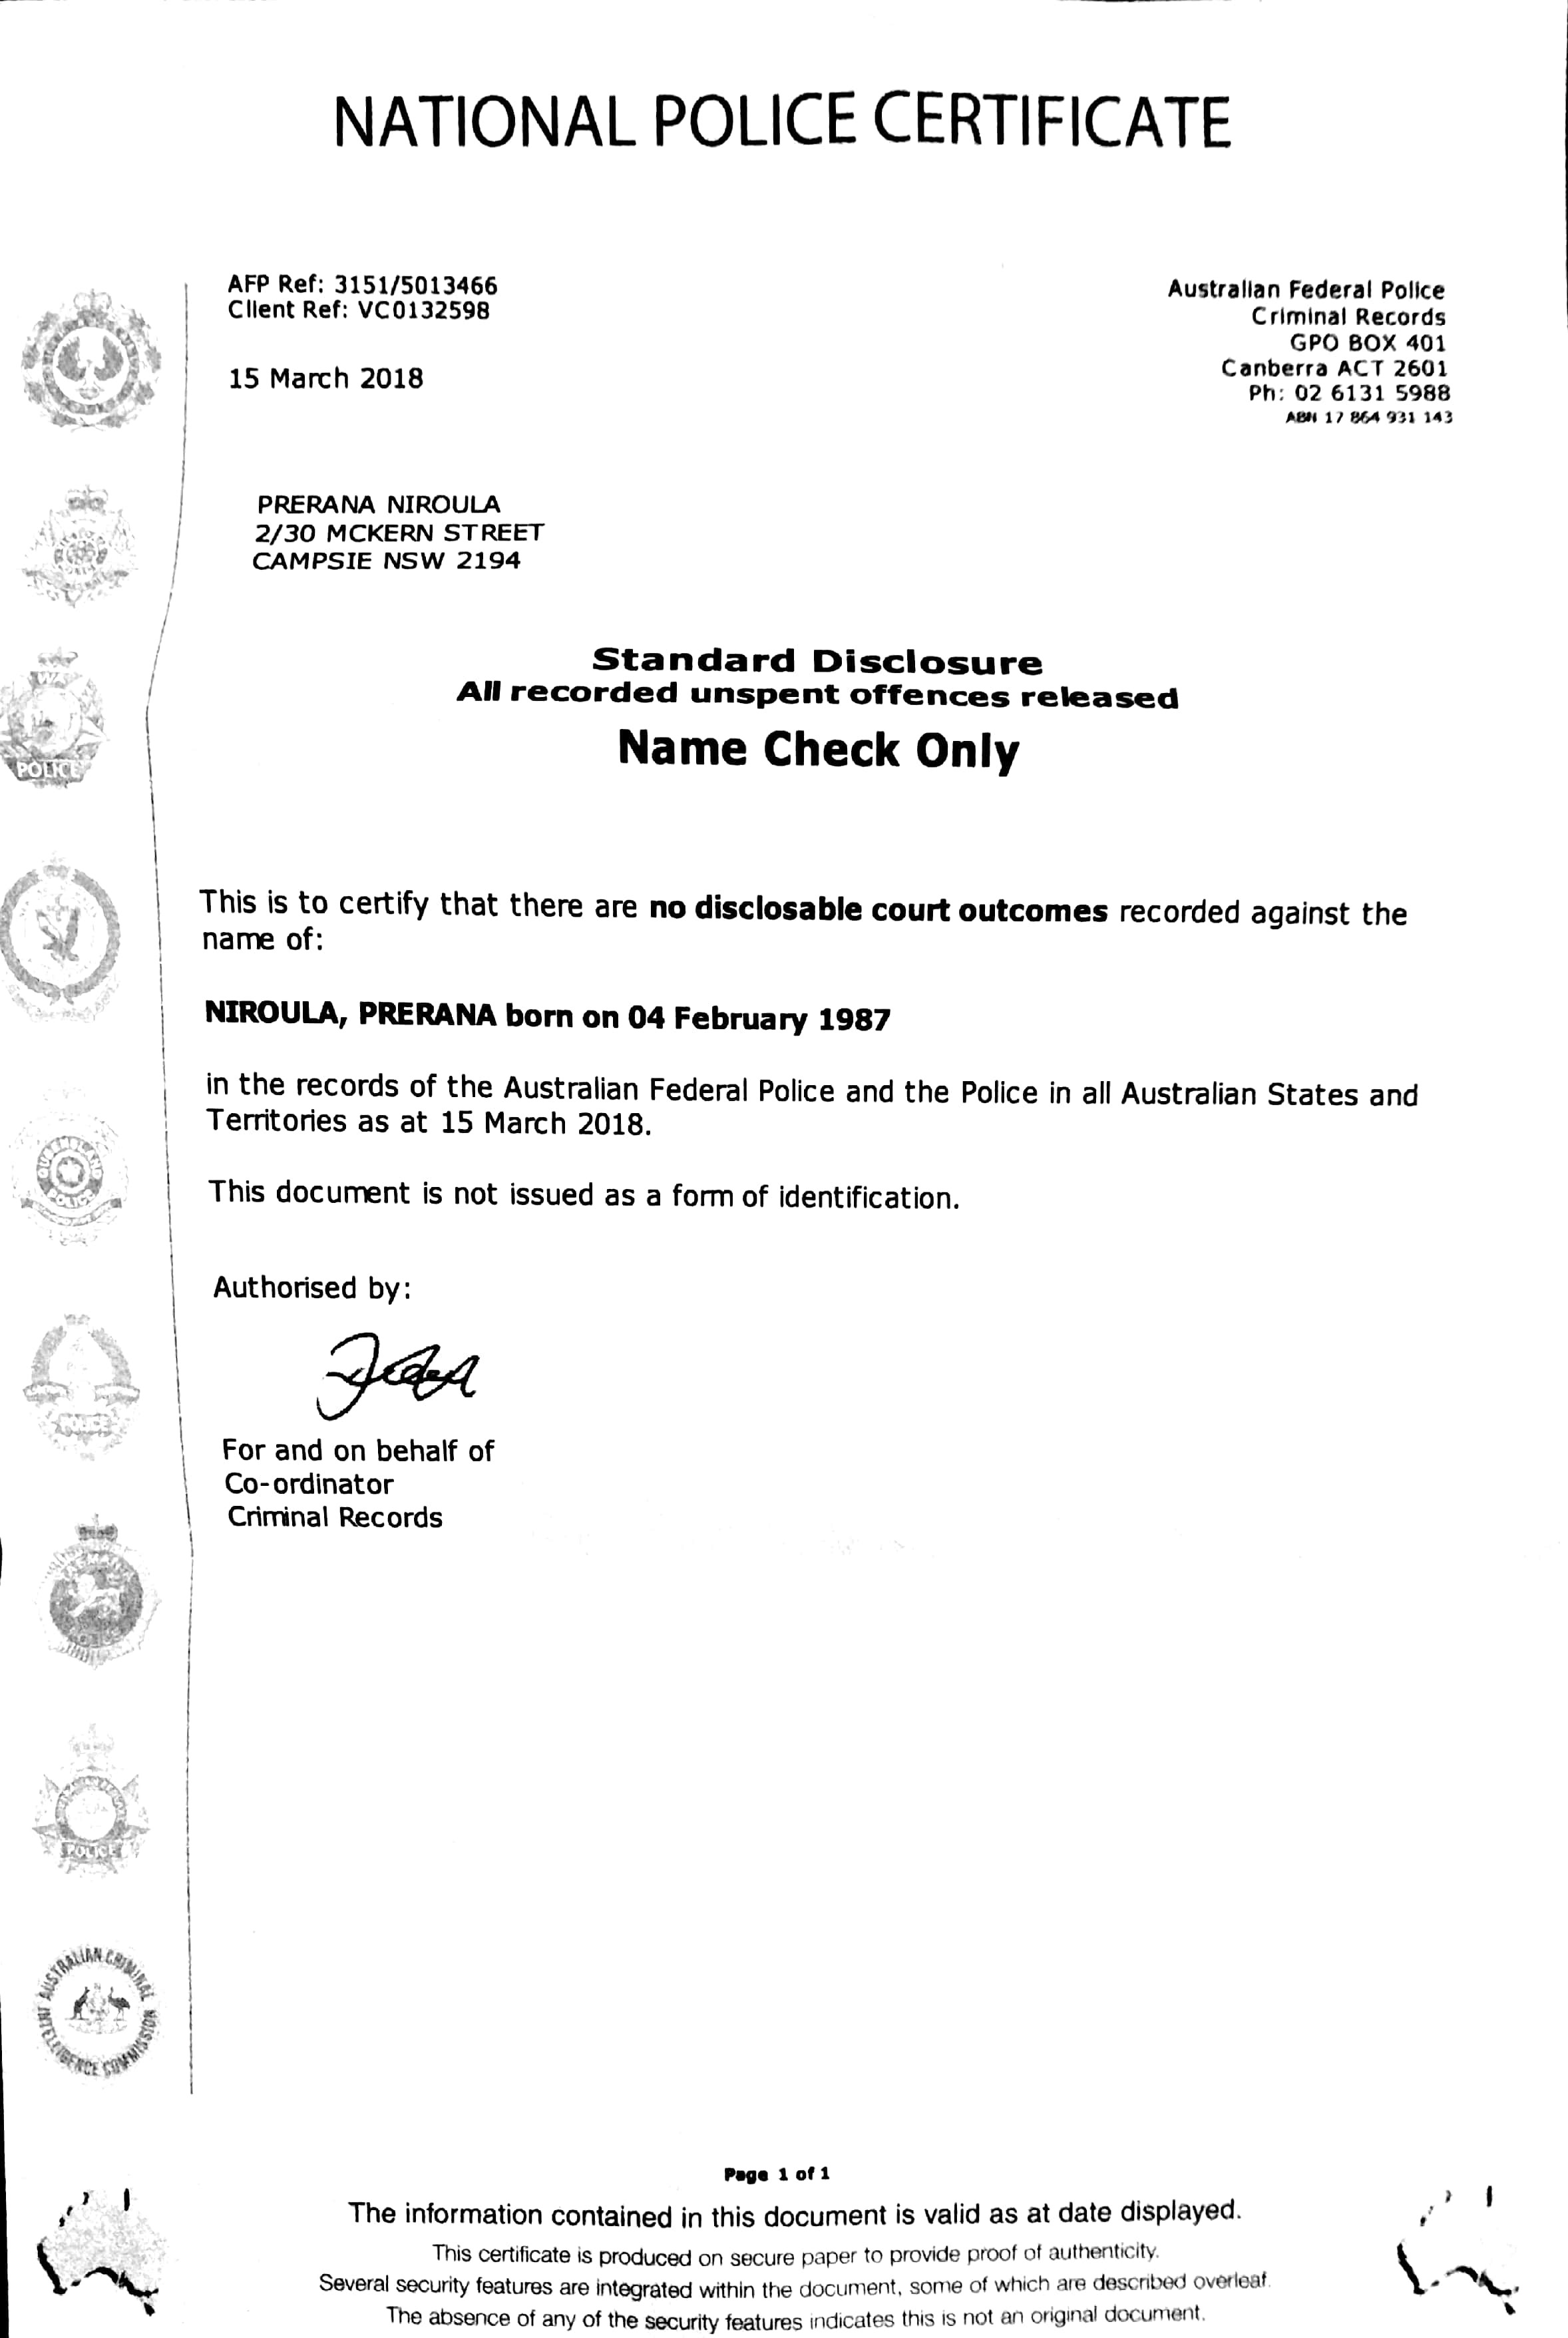 NATIONAL POLICE CERTIFICATE
AFP Ref: 3151/5013466
Client Ref: VC0132598
15 March 2018
Australian Federal Police
Criminal Records
GPO BOX 401
Canberra ACT 2601
Ph: 02 6131 5988
ABN 17 864 931 143
PRERANA NIROULA
2/30 MCKERN STREET
CAMPSIE NSW 2194
Standard Disclosure
All recorded unspent offences released
Name Check Only
This is to certify that there are no disclosable court outcomes recorded against the
name of:
NIROULA, PRERANA born on 04 February 1987
in the records of the Australian Federal Police and the Police in all Australian States and
Territories as at 15 March 2018.
This document is not issued as a form of identification.
Authorised by:
For and on behalf of
Co-ordinator
Criminal Records
WA
POLICE
QUEENSLAND
POLICE
POLICE
POLICE
AUSTRALIAN CRIMINAL INTELLIGENCE COMMISSION
Page 1 of 1
The information contained in this document is valid as at date displayed.
This certificate is produced on secure paper to provide proof of authenticity.
Several security features are integrated within the document, some of which are described overleaf.
The absence of any of the security features indicates this is not an original document.